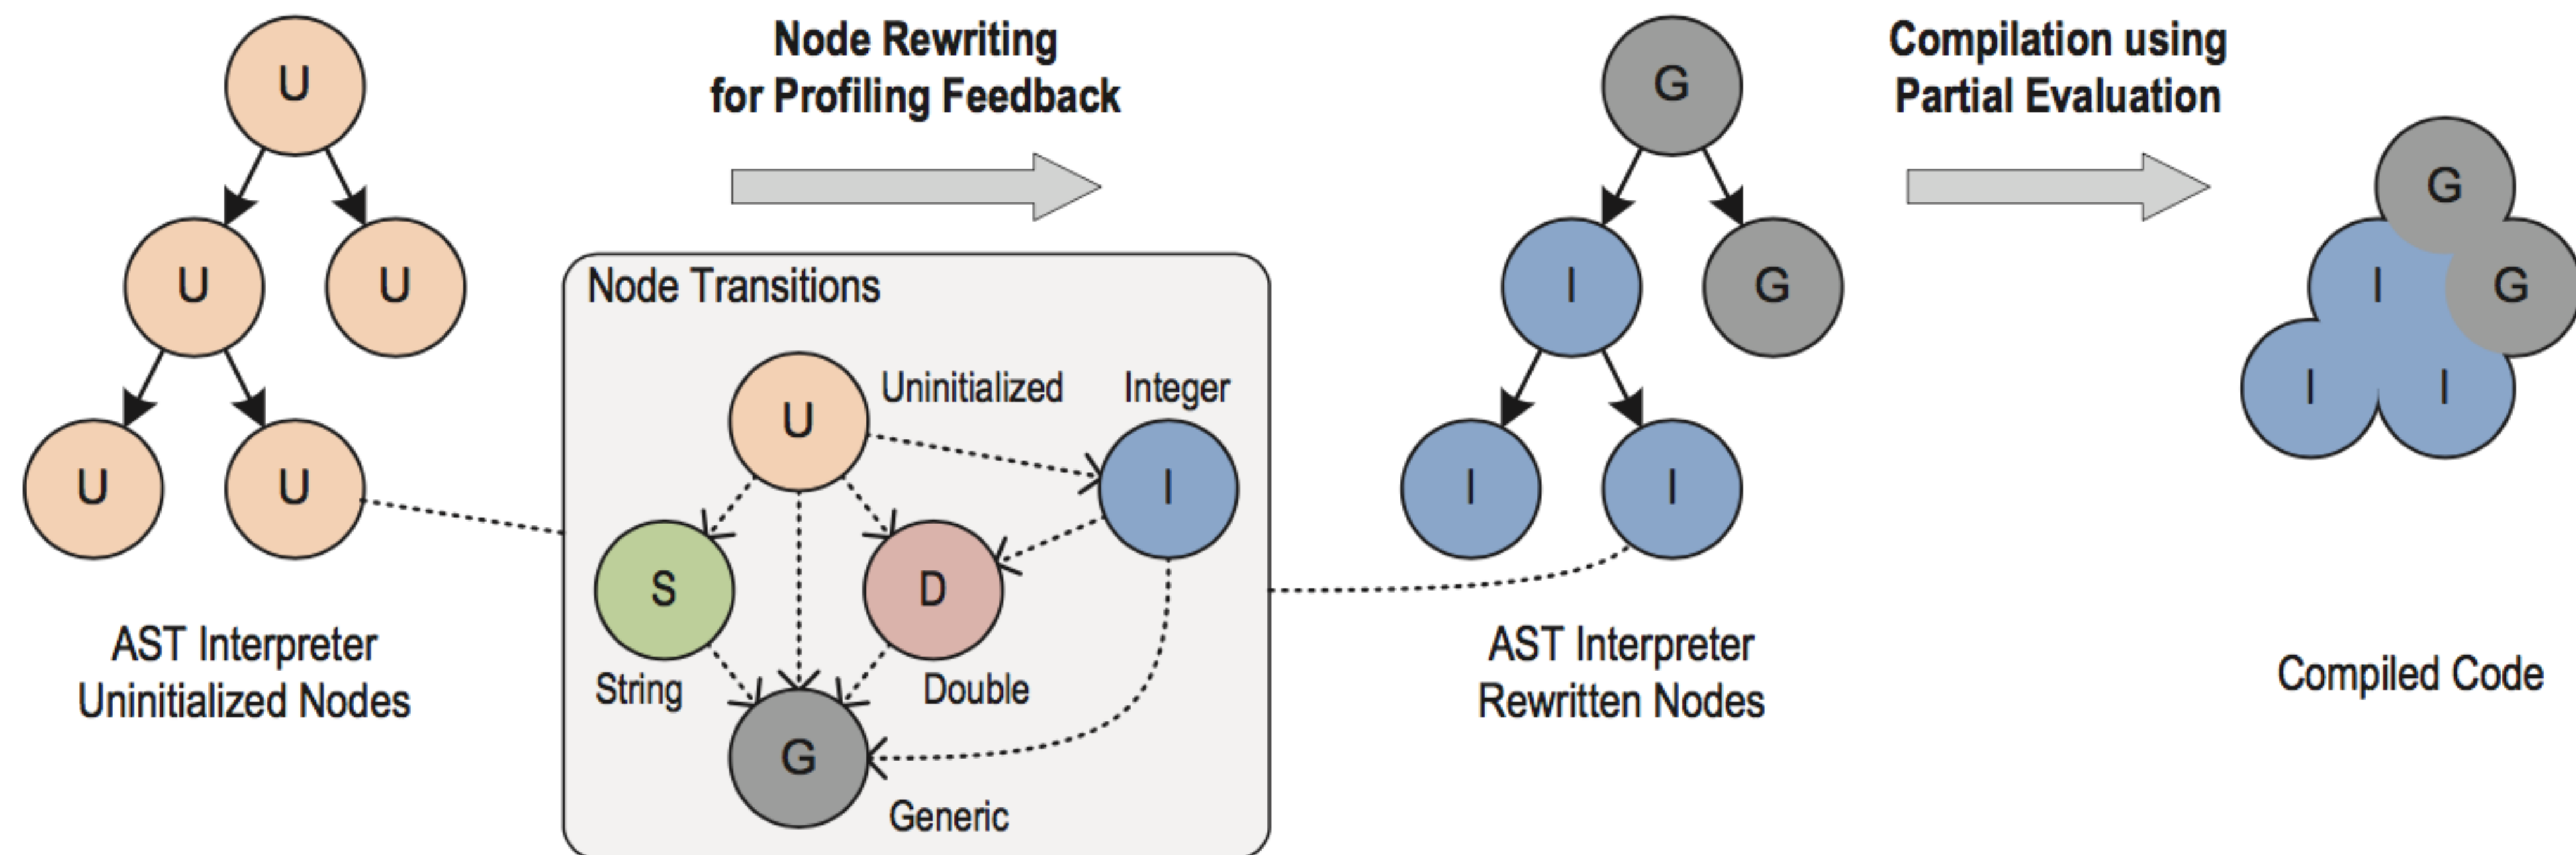 U
U
U
U
U
AST Interpreter
Uninitialized Nodes
Node Rewriting
for Profiling Feedback
Node Transitions
U
Uninitialized
Integer
I
S
D
String
Double
G
Generic
G
I
G
I
I
AST Interpreter
Rewritten Nodes
Compilation using
Partial Evaluation
G
I
G
I
I
Compiled Code